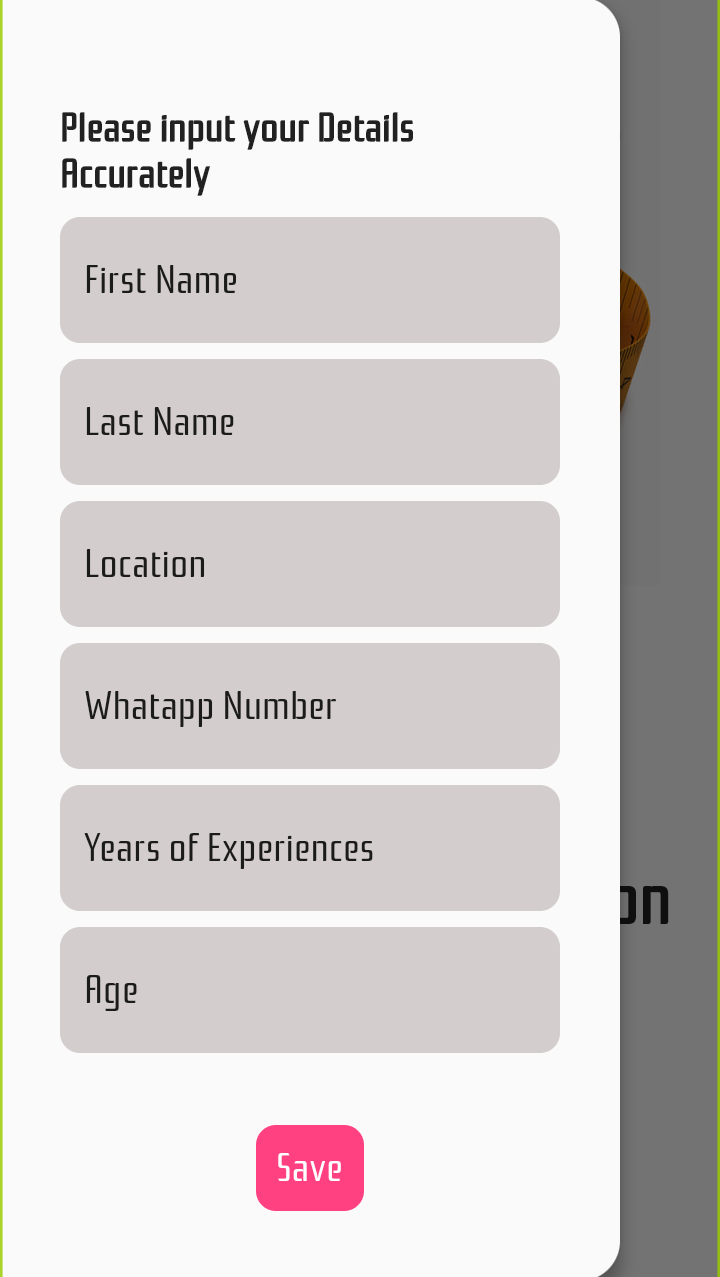 Please input your Details
Accurately
First Name
Last Name
Location
Whatapp Number
Years of Experiences
on
Age
Save